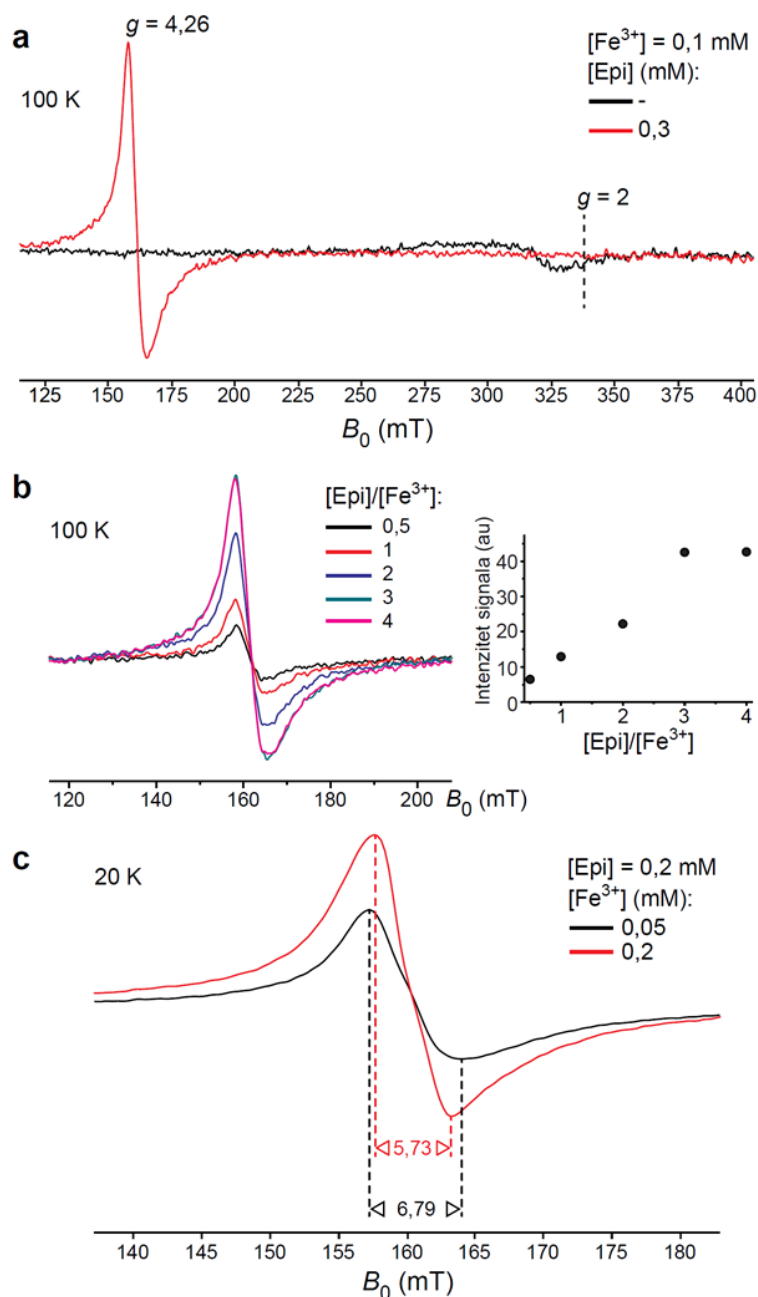 a
g = 4,26
[Fe³⁺] = 0,1 mM
[Epi] (mM):
-
0,3
100 K
g = 2
125 150 175 200 225 250 275 300 325 350 375 400
B₀ (mT)
b
100 K
[Epi]/[Fe³⁺]:
0,5
1
2
3
4
120 140 160 180 200
B₀ (mT)
Intenzitet signala (au)
40
30
20
10
0
1 2 3 4
[Epi]/[Fe³⁺]
c
20 K
[Epi] = 0,2 mM
[Fe³⁺] (mM):
0,05
0,2
5,73
6,79
140 145 150 155 160 165 170 175 180
B₀ (mT)